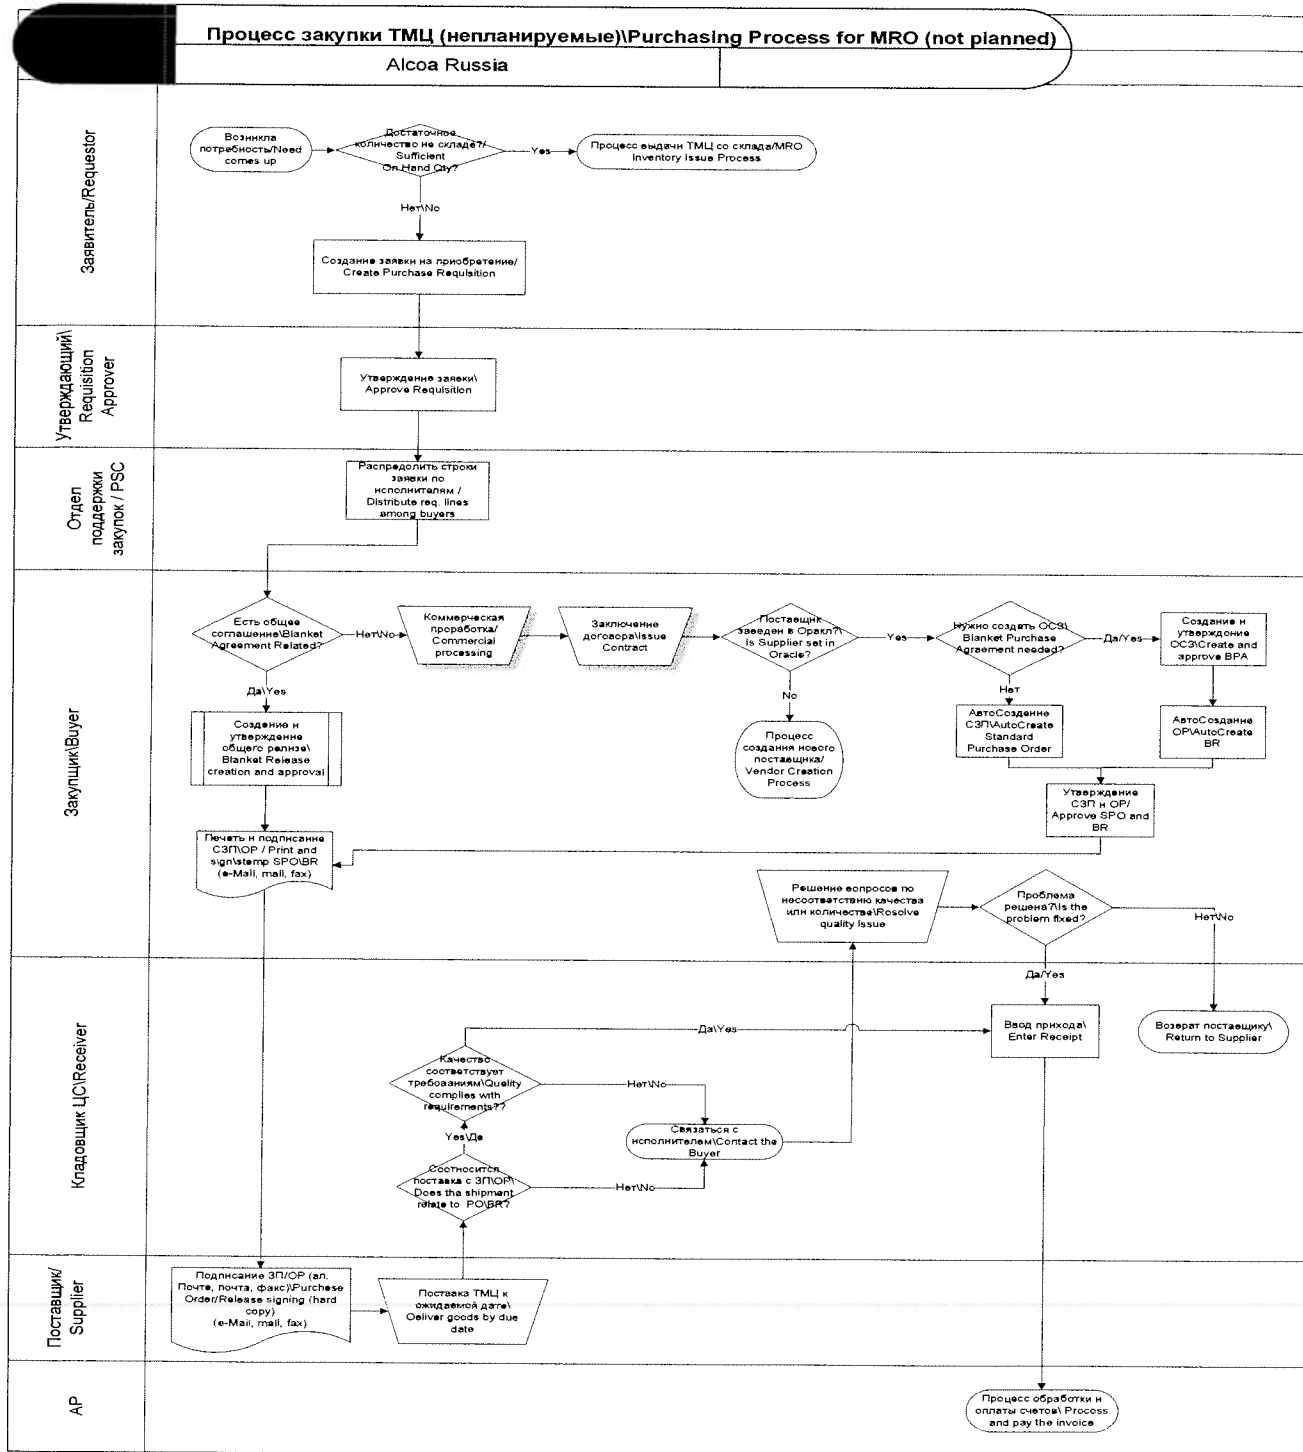 Процесс закупки ТМЦ (непланируемые)\Purchasing Process for MRO (not planned)
Alcoa Russia
Заявитель/Requestor
Возникла
потребность/Need
comes up
Достаточное
количество не складе?/
Sufficient
On Hand Qty?
Yes
Процесс выдачи ТМЦ со склада/MRO
Inventory Issue Process
Нет\No
Создание заявки на приобретение/
Create Purchase Requisition
Утверждающий\
Requisition
Approver
Утверждение заявки\
Approve Requisition
Отдел
поддержки
закупок / PSC
Распределить строки
заявки по
исполнителям /
Distribute req. lines
among buyers
Закупщик\Buyer
Есть общее
соглашение\Blanket
Agreement Related?
Нет\No
Коммерческая
проработка/
Commercial
processing
Заключение
договора\Issue
Contract
Поставщик
заведен в Оракл?\
Is Supplier set in
Oracle?
Yes
Нужно создать ОСЗ\
Blanket Purchase
Agreement needed?
Да/Yes
Создание и
утверждение
ОСЗ\Create and
approve BPA
Да\Yes
No
Нет
Создание и
утверждение
общего релиза\
Blanket Release
creation and approval
Процесс
создания нового
поставщика/
Vendor Creation
Process
АвтоСоздание
СЗП\AutoCreate
Standard
Purchase Order
АвтоСоздание
ОР\AutoCreate
BR
Утверждение
СЗП и ОР/
Approve SPO and
BR
Печать и подписание
СЗП\ОР / Print and
sign\stamp SPO\BR
(e-Mail, mail, fax)
Решение вопросов по
несоответствию качества
или количества\Resolve
quality issue
Проблема
решена?\Is the
problem fixed?
Нет\No
Да/Yes
Кладовщик ЦС\Receiver
Да\Yes
Ввод прихода\
Enter Receipt
Возврат поставщику\
Return to Supplier
Качество
соответствует
требованиям\Quality
complies with
requirements??
Нет\No
Yes\Да
Связаться с
исполнителем\Contact the
Buyer
Соотносится
поставка с ЗП\ОР\
Does the shipment
relate to PO\BR?
Нет\No
Поставщик/
Supplier
Подписание ЗП/ОР (эл.
Почта, почта, факс)\Purchase
Order/Release signing (hard
copy)
(e-Mail, mail, fax)
Поставка ТМЦ к
ожидаемой дате\
Deliver goods by due
date
AP
Процесс обработки и
оплаты счетов\ Process
and pay the invoice